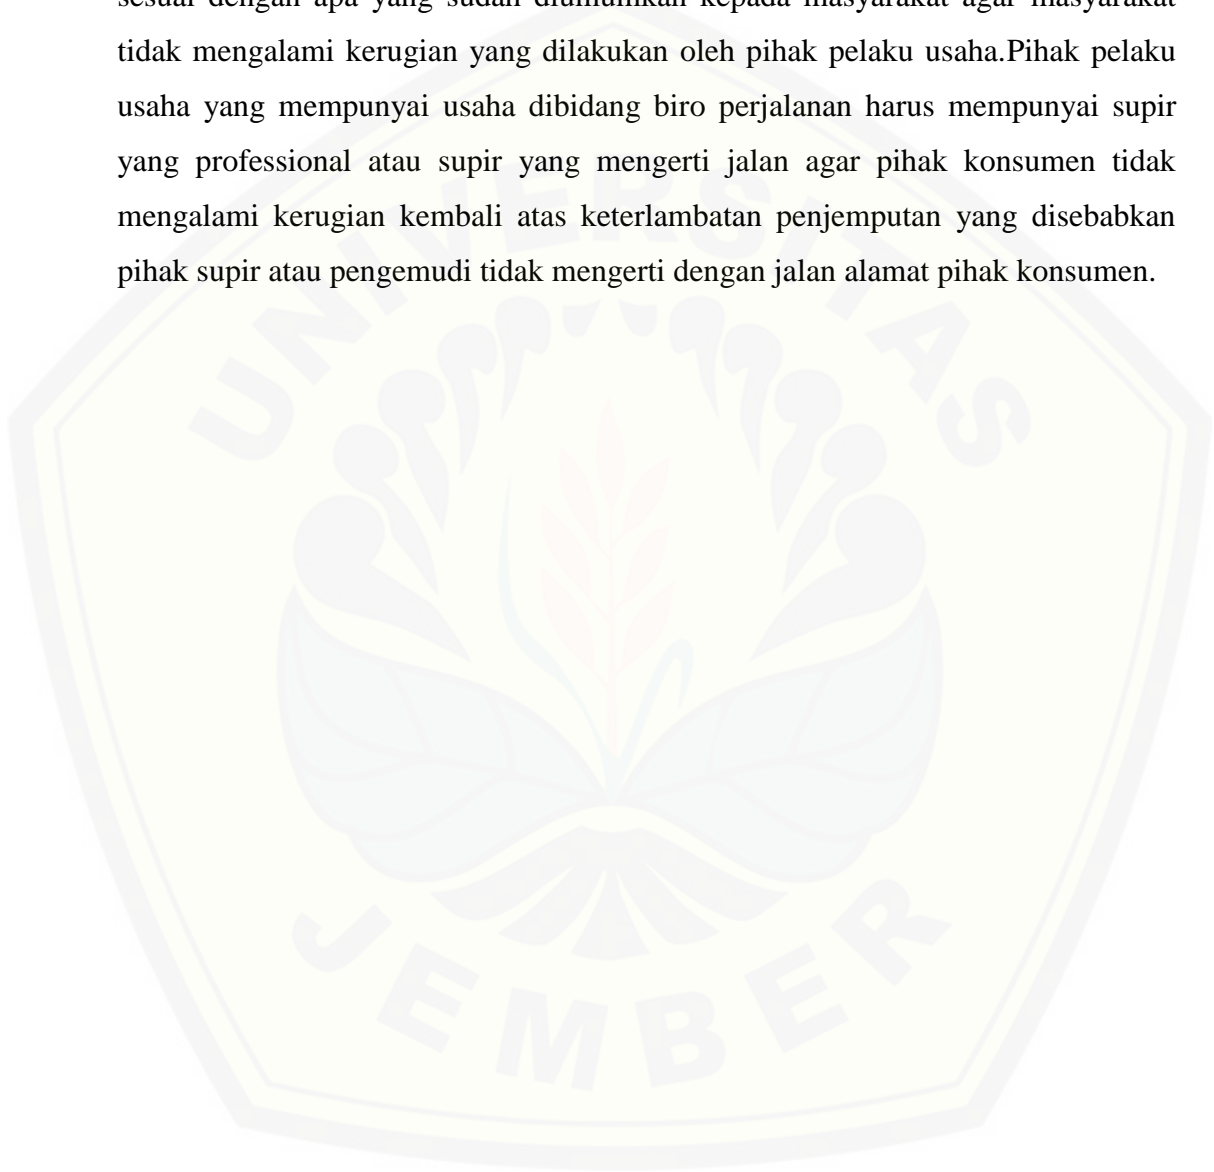 sesuai dengan apa yang sudah diumumkan kepada masyarakat agar masyarakat
tidak mengalami kerugian yang dilakukan oleh pihak pelaku usaha.Pihak pelaku
usaha yang mempunyai usaha dibidang biro perjalanan harus mempunyai supir
yang professional atau supir yang mengerti jalan agar pihak konsumen tidak
mengalami kerugian kembali atas keterlambatan penjemputan yang disebabkan
pihak supir atau pengemudi tidak mengerti dengan jalan alamat pihak konsumen.
UNIVERSITAS
JEMBER